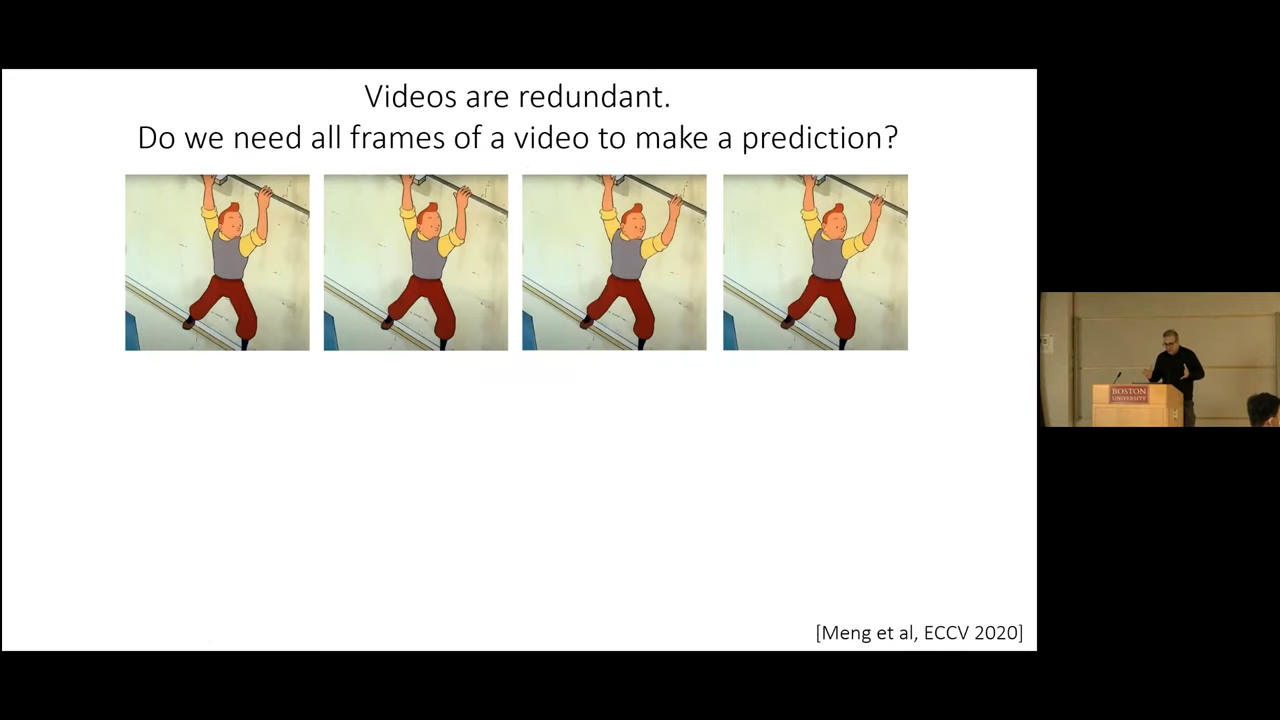 Videos are redundant.
Do we need all frames of a video to make a prediction?
[Meng et al, ECCV 2020]
BOSTON
UNIVERSITY